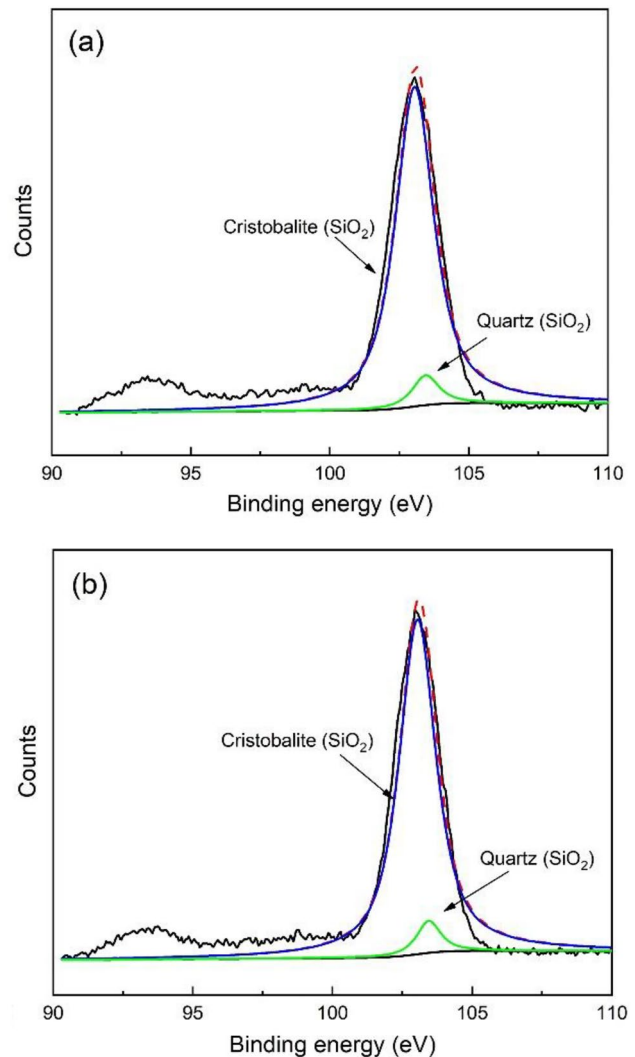 (a)
Counts
Cristobalite (SiO₂)
Quartz (SiO₂)
90 95 100 105 110
Binding energy (eV)
(b)
Counts
Cristobalite (SiO₂)
Quartz (SiO₂)
90 95 100 105 110
Binding energy (eV)